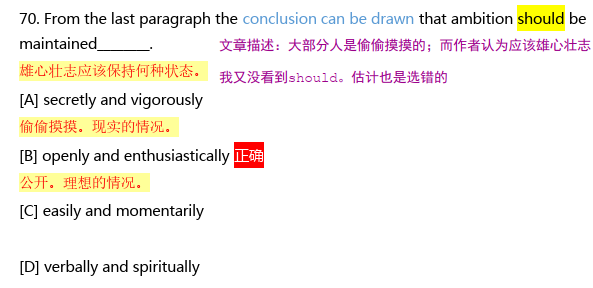 70. From the last paragraph the conclusion can be drawn that ambition should be
maintained_______.
文章描述：大部分人是偷偷摸摸的；而作者认为应该雄心壮志
雄心壮志应该保持何种状态。
我又没看到should。估计也是选错的
[A] secretly and vigorously
偷偷摸摸。现实的情况。
[B] openly and enthusiastically 正确
公开。理想的情况。
[C] easily and momentarily
[D] verbally and spiritually